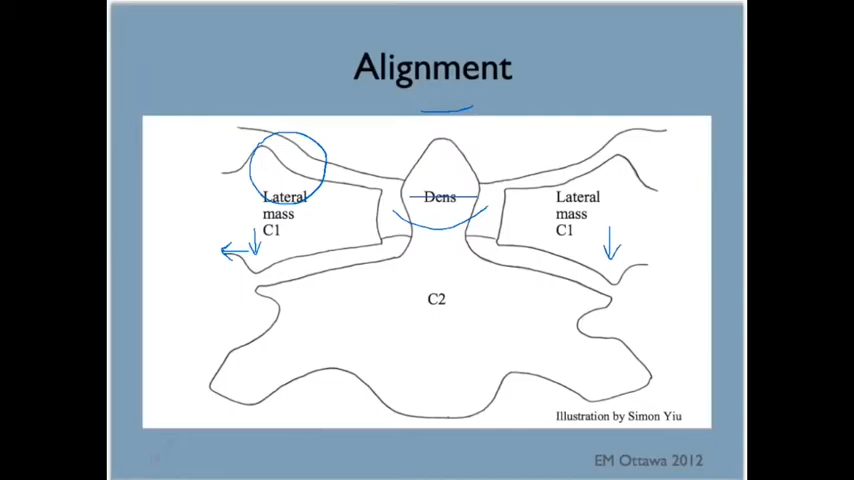 Alignment
Dens
Lateral
mass
C1
Lateral
mass
C1
C2
Illustration by Simon Yiu
EM Ottawa 2012